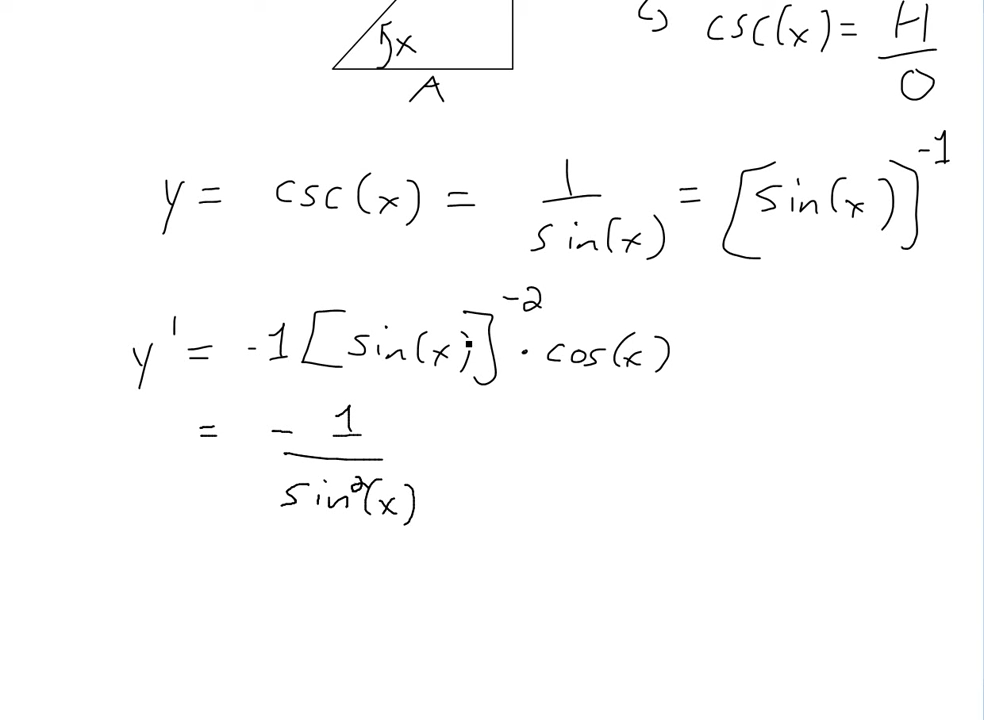 ↳ csc(x) = H/O
x
A
y = csc(x) = 1/sin(x) = [sin(x)]⁻¹
y' = -1[sin(x)]⁻² · cos(x)
= - 1/sin²(x)